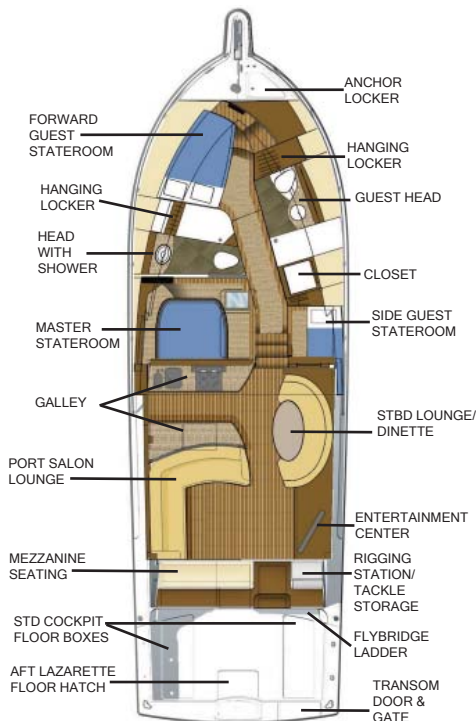 ANCHOR
LOCKER
FORWARD
GUEST
STATEROOM
HANGING
LOCKER
HANGING
LOCKER
GUEST HEAD
HEAD
WITH
SHOWER
CLOSET
MASTER
STATEROOM
SIDE GUEST
STATEROOM
GALLEY
STBD LOUNGE/
DINETTE
PORT SALON
LOUNGE
ENTERTAINMENT
CENTER
MEZZANINE
SEATING
RIGGING
STATION/
TACKLE
STORAGE
STD COCKPIT
FLOOR BOXES
FLYBRIDGE
LADDER
AFT LAZARETTE
FLOOR HATCH
TRANSOM
DOOR &
GATE